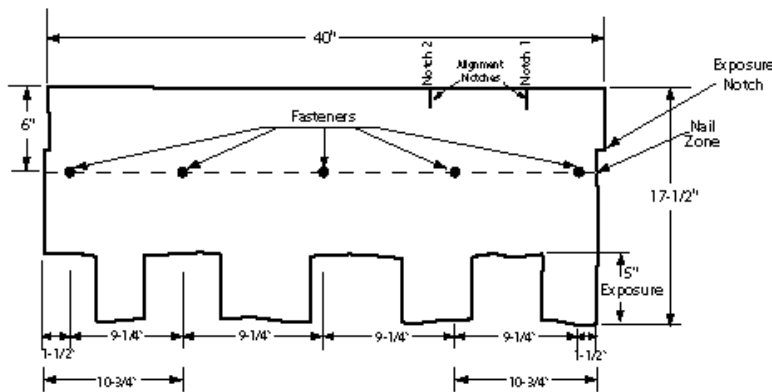 40"
Notch 2
Alignment
Notches
Notch 1
Exposure
Notch
6"
Fasteners
Nail
Zone
17-1/2"
5"
Exposure
1-1/2"
9-1/4"
9-1/4"
9-1/4"
9-1/4"
1-1/2"
10-3/4"
10-3/4"